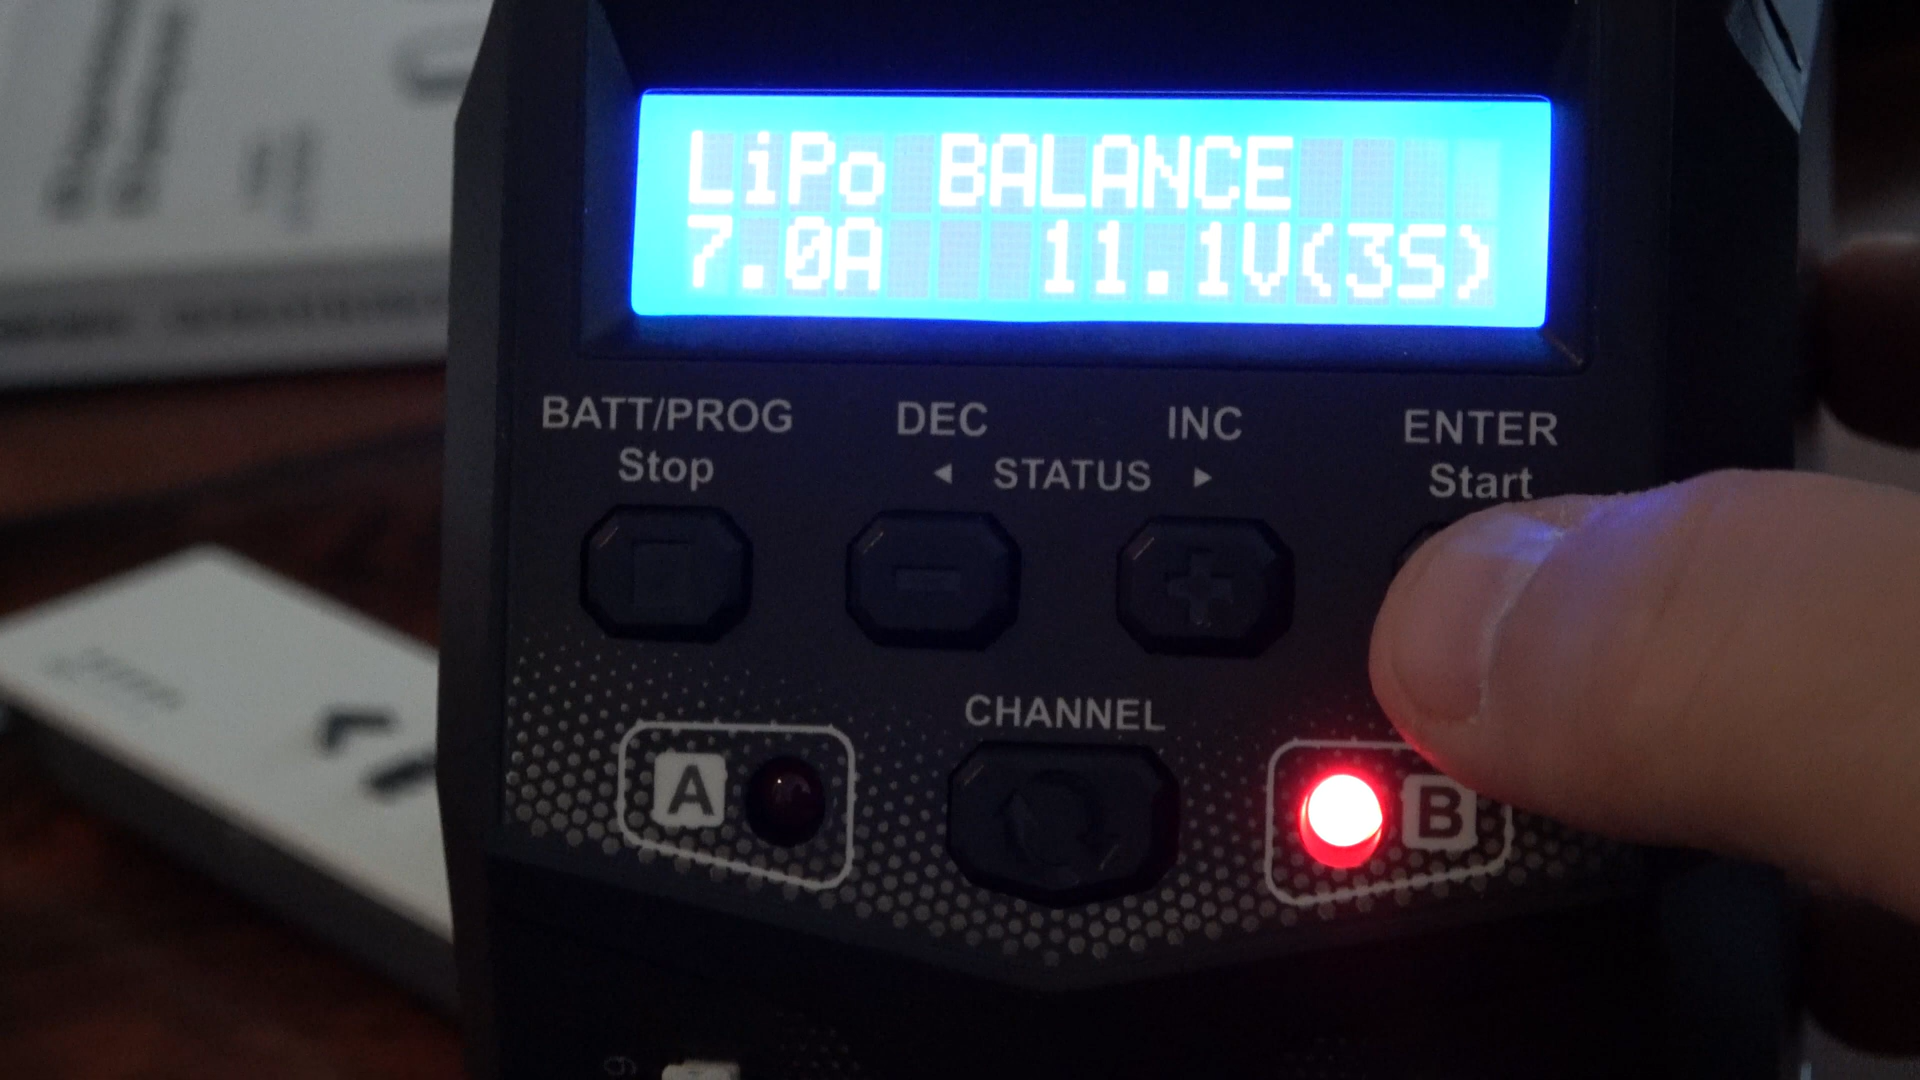 LiPo BALANCE
7.0A 11.1V(3S)
BATT/PROG DEC INC ENTER
Stop ◄ STATUS ► Start
CHANNEL
A B